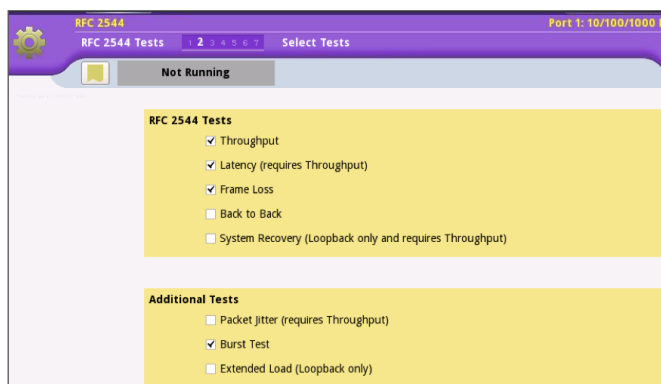 RFC 2544
Port 1: 10/100/1000
RFC 2544 Tests 1 2 3 4 5 6 7 Select Tests
Not Running
RFC 2544 Tests
Throughput
Latency (requires Throughput)
Frame Loss
Back to Back
System Recovery (Loopback only and requires Throughput)
Additional Tests
Packet Jitter (requires Throughput)
Burst Test
Extended Load (Loopback only)